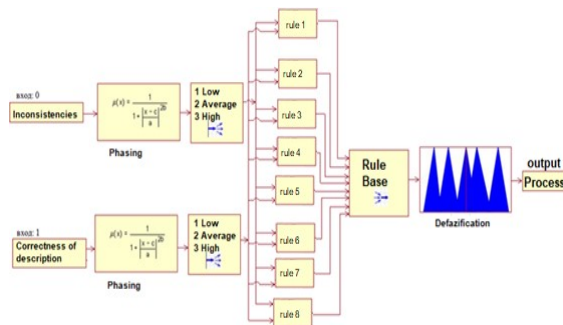 вход: 0
Inconsistencies
μ(x) = 1 / (1 + |(x − c) / a|^2b)
Phasing
1 Low
2 Average
3 High
вход: 1
Correctness of
description
μ(x) = 1 / (1 + |(x − c) / a|^2b)
Phasing
1 Low
2 Average
3 High
rule 1
rule 2
rule 3
rule 4
rule 5
rule 6
rule 7
rule 8
Rule
Base
Defazification
output
Process